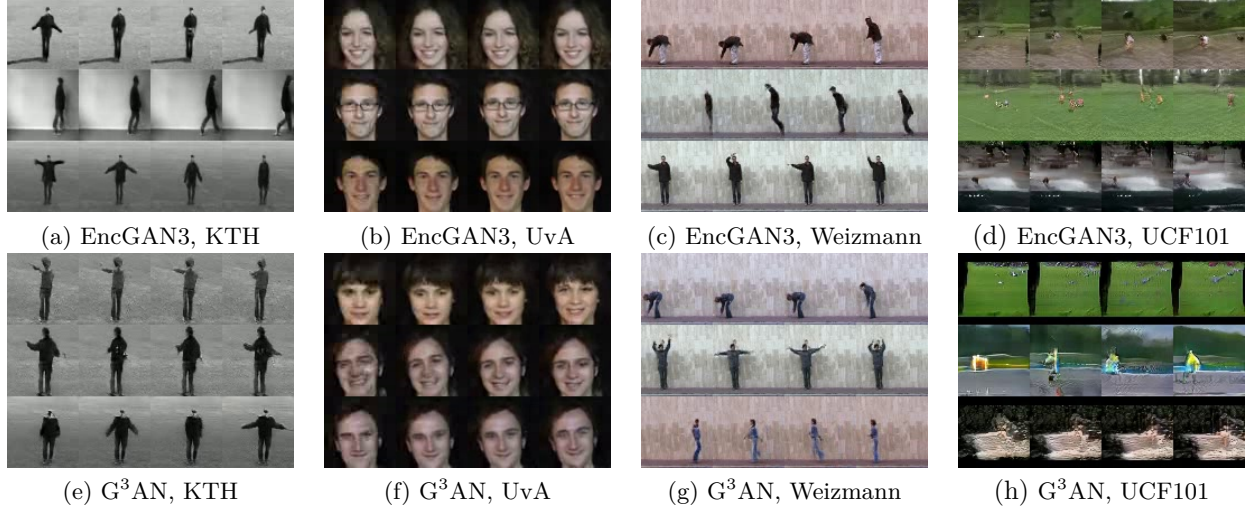 (a) EncGAN3, KTH
(b) EncGAN3, UvA
(c) EncGAN3, Weizmann
(d) EncGAN3, UCF101
(e) G³AN, KTH
(f) G³AN, UvA
(g) G³AN, Weizmann
(h) G³AN, UCF101